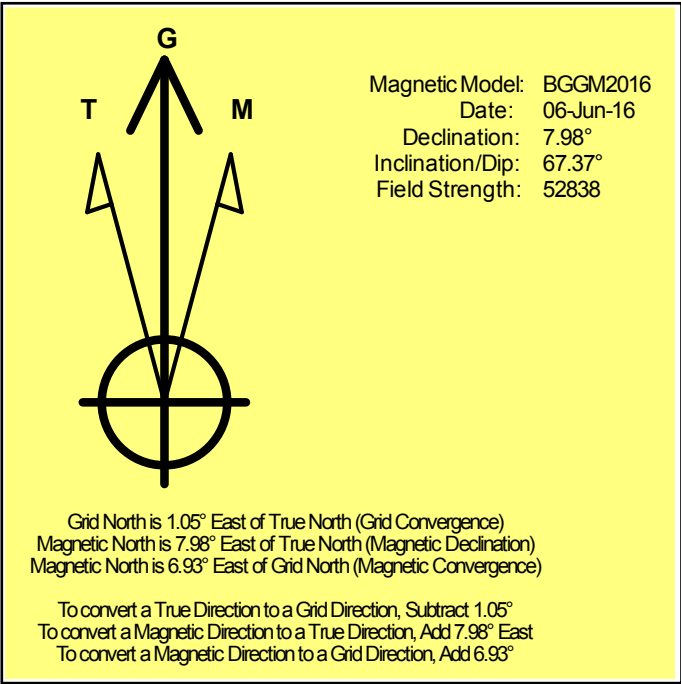 G
T
M
Magnetic Model: BGGM2016
Date: 06-Jun-16
Declination: 7.98°
Inclination/Dip: 67.37°
Field Strength: 52838
Grid North is 1.05° East of True North (Grid Convergence)
Magnetic North is 7.98° East of True North (Magnetic Declination)
Magnetic North is 6.93° East of Grid North (Magnetic Convergence)
To convert a True Direction to a Grid Direction, Subtract 1.05°
To convert a Magnetic Direction to a True Direction, Add 7.98° East
To convert a Magnetic Direction to a Grid Direction, Add 6.93°